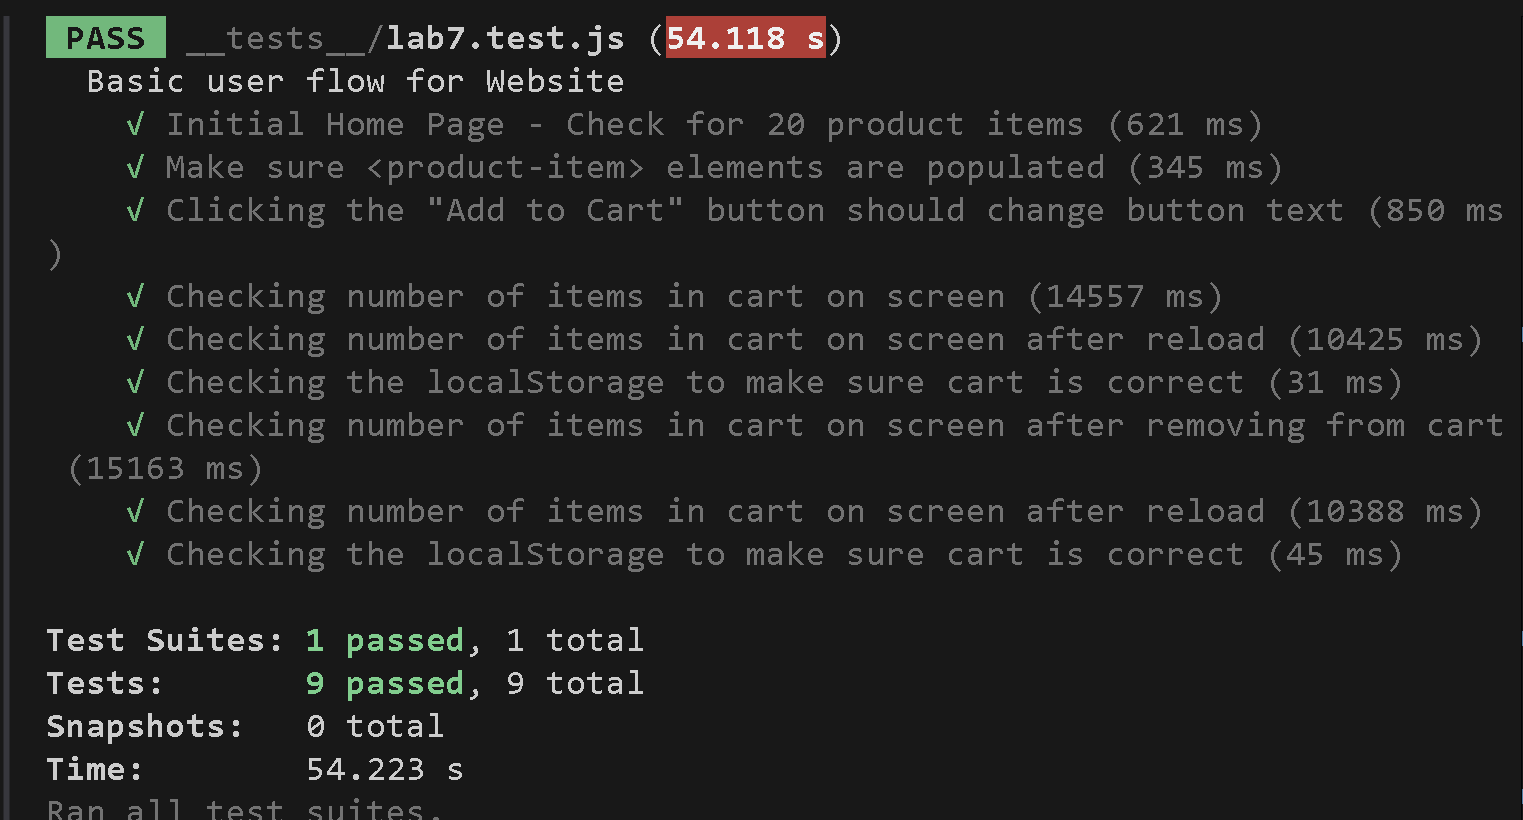 PASS __tests__/lab7.test.js (54.118 s)
Basic user flow for Website
√ Initial Home Page - Check for 20 product items (621 ms)
√ Make sure <product-item> elements are populated (345 ms)
√ Clicking the "Add to Cart" button should change button text (850 ms
)
√ Checking number of items in cart on screen (14557 ms)
√ Checking number of items in cart on screen after reload (10425 ms)
√ Checking the localStorage to make sure cart is correct (31 ms)
√ Checking number of items in cart on screen after removing from cart
(15163 ms)
√ Checking number of items in cart on screen after reload (10388 ms)
√ Checking the localStorage to make sure cart is correct (45 ms)
Test Suites: 1 passed, 1 total
Tests: 9 passed, 9 total
Snapshots: 0 total
Time: 54.223 s
Ran all test suites.